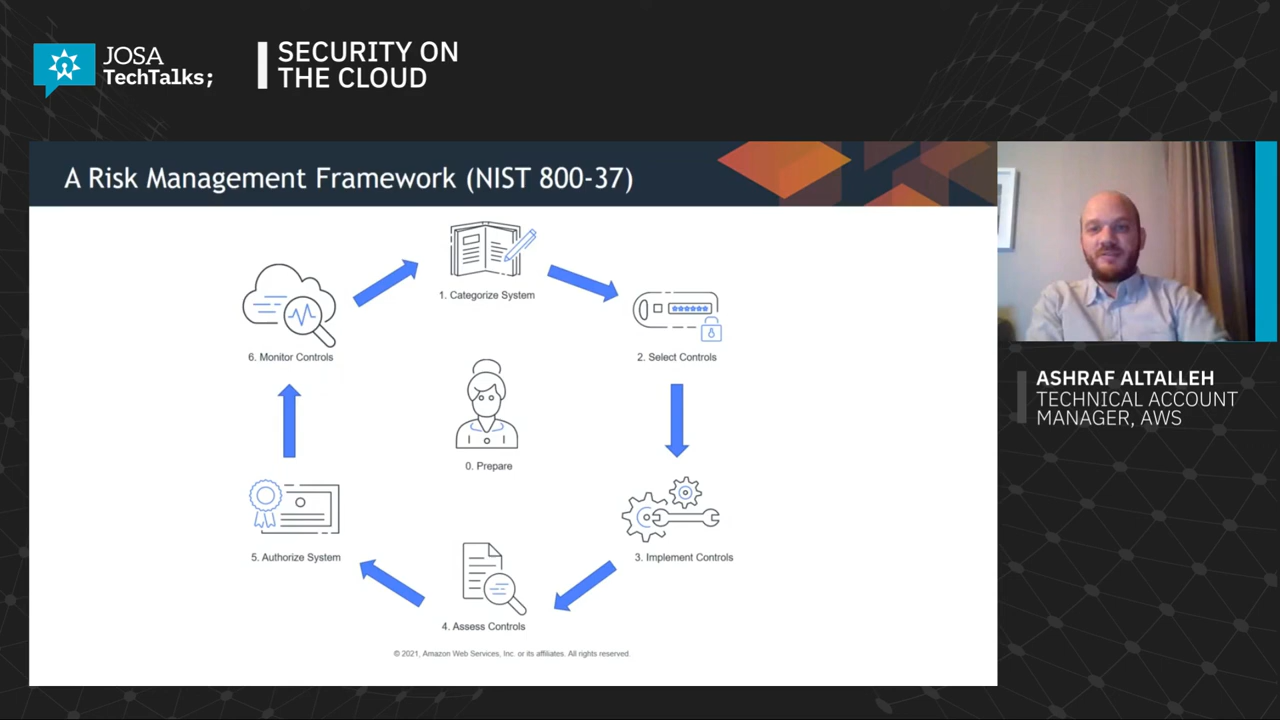 JOSA
TechTalks;
SECURITY ON
THE CLOUD
A Risk Management Framework (NIST 800-37)
1. Categorize System
2. Select Controls
3. Implement Controls
4. Assess Controls
5. Authorize System
6. Monitor Controls
0. Prepare
© 2021, Amazon Web Services, Inc. or its affiliates. All rights reserved.
ASHRAF ALTALLEH
TECHNICAL ACCOUNT
MANAGER, AWS